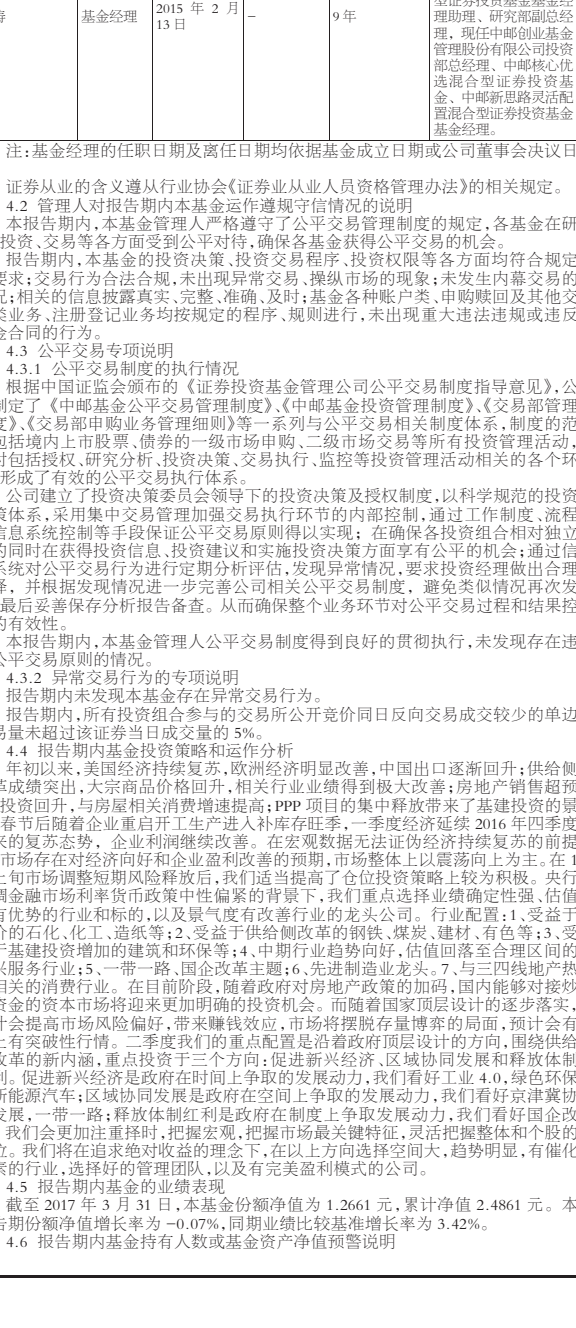 涛 基金经理 2015 年 2 月 13 日 - 9 年
型证券投资基金基金经
理助理、研究部副总经
理，现任中邮创业基金
管理股份有限公司投资
部总经理、中邮核心优
选混合型证券投资基
金、中邮新思路灵活配
置混合型证券投资基金
基金经理。
注:基金经理的任职日期及离任日期均依据基金成立日期或公司董事会决议日
证券从业的含义遵从行业协会《证券业从业人员资格管理办法》的相关规定。
4.2 管理人对报告期内本基金运作遵规守信情况的说明
本报告期内,本基金管理人严格遵守了公平交易管理制度的规定,各基金在研
投资、交易等各方面受到公平对待,确保各基金获得公平交易的机会。
报告期内,本基金的投资决策、投资交易程序、投资权限等各方面均符合规定
要求;交易行为合法合规,未出现异常交易、操纵市场的现象;未发生内幕交易的
况;相关的信息披露真实、完整、准确、及时;基金各种账户类、申购赎回及其他交
类业务、注册登记业务均按规定的程序、规则进行,未出现重大违法违规或违反
金合同的行为。
4.3 公平交易专项说明
4.3.1 公平交易制度的执行情况
根据中国证监会颁布的《证券投资基金管理公司公平交易制度指导意见》,公
制定了《中邮基金公平交易管理制度》、《中邮基金投资管理制度》、《交易部管理
度》、《交易部申购业务管理细则》等一系列与公平交易相关制度体系,制度的范
包括境内上市股票、债券的一级市场申购、二级市场交易等所有投资管理活动,
时包括授权、研究分析、投资决策、交易执行、监控等投资管理活动相关的各个环
形成了有效的公平交易执行体系。
公司建立了投资决策委员会领导下的投资决策及授权制度,以科学规范的投资
策体系,采用集中交易管理加强交易执行环节的内部控制,通过工作制度、流程
信息系统控制等手段保证公平交易原则得以实现；在确保各投资组合相对独立
的同时在获得投资信息、投资建议和实施投资决策方面享有公平的机会;通过信
系统对公平交易行为进行定期分析评估,发现异常情况,要求投资经理做出合理
释，并根据发现情况进一步完善公司相关公平交易制度，避免类似情况再次发
最后妥善保存分析报告备查。从而确保整个业务环节对公平交易过程和结果控
的有效性。
本报告期内,本基金管理人公平交易制度得到良好的贯彻执行,未发现存在违
公平交易原则的情况。
4.3.2 异常交易行为的专项说明
报告期内未发现本基金存在异常交易行为。
报告期内,所有投资组合参与的交易所公开竞价同日反向交易成交较少的单边
易量未超过该证券当日成交量的 5%。
4.4 报告期内基金投资策略和运作分析
年初以来,美国经济持续复苏,欧洲经济明显改善,中国出口逐渐回升;供给侧
革成绩突出,大宗商品价格回升,相关行业业绩得到极大改善;房地产销售超预
投资回升,与房屋相关消费增速提高;PPP 项目的集中释放带来了基建投资的景
春节后随着企业重启开工生产进入补库存旺季,一季度经济延续 2016 年四季度
来的复苏态势，企业利润继续改善。在宏观数据无法证伪经济持续复苏的前提
市场存在对经济向好和企业盈利改善的预期,市场整体上以震荡向上为主。在 1
上旬市场调整短期风险释放后,我们适当提高了仓位投资策略上较为积极。央行
调金融市场利率货币政策中性偏紧的背景下,我们重点选择业绩确定性强、估值
有优势的行业和标的,以及景气度有改善行业的龙头公司。行业配置:1、受益于
价的石化、化工、造纸等;2、受益于供给侧改革的钢铁、煤炭、建材、有色等;3、受
于基建投资增加的建筑和环保等;4、中期行业趋势向好,估值回落至合理区间的
兴服务行业;5、一带一路、国企改革主题;6、先进制造业龙头。7、与三四线地产热
相关的消费行业。在目前阶段,随着政府对房地产政策的加码,国内能够对接炒
资金的资本市场将迎来更加明确的投资机会。而随着国家顶层设计的逐步落实,
计会提高市场风险偏好,带来赚钱效应,市场将摆脱存量博弈的局面,预计会有
上有突破性行情。二季度我们的重点配置是沿着政府顶层设计的方向,围绕供给
改革的新内涵,重点投资于三个方向:促进新兴经济、区域协同发展和释放体制
利。促进新兴经济是政府在时间上争取的发展动力,我们看好工业 4.0,绿色环保
新能源汽车;区域协同发展是政府在空间上争取的发展动力,我们看好京津冀协
发展,一带一路;释放体制红利是政府在制度上争取发展动力,我们看好国企改
我们会更加注重择时,把握宏观,把握市场最关键特征,灵活把握整体和个股的
位。我们将在追求绝对收益的理念下,在以上方向选择空间大,趋势明显,有催化
素的行业,选择好的管理团队,以及有完美盈利模式的公司。
4.5 报告期内基金的业绩表现
截至 2017 年 3 月 31 日,本基金份额净值为 1.2661 元,累计净值 2.4861 元。本
告期份额净值增长率为 -0.07%,同期业绩比较基准增长率为 3.42%。
4.6 报告期内基金持有人数或基金资产净值预警说明